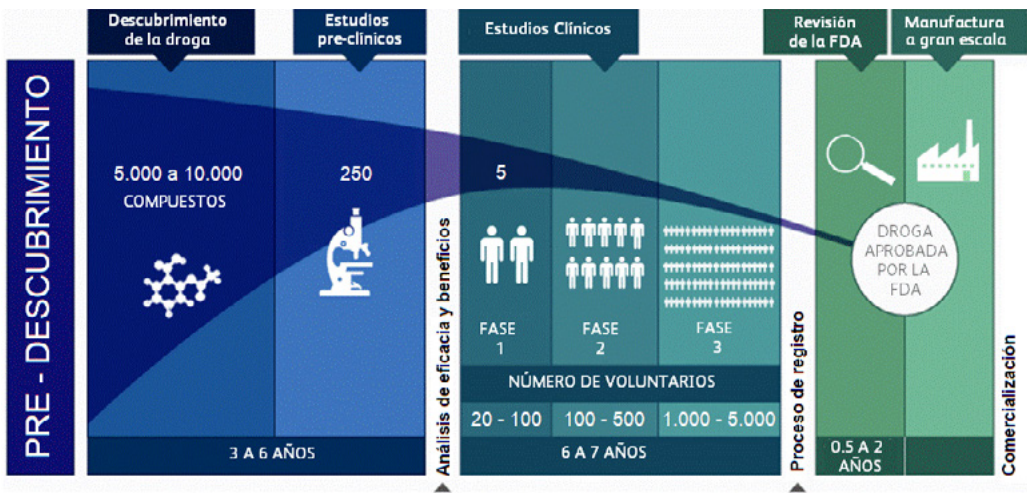 Descubrimiento
de la droga
Estudios
pre-clínicos
Estudios Clínicos
Revisión
de la FDA
Manufactura
a gran escala
PRE - DESCUBRIMIENTO
5.000 a 10.000
COMPUESTOS
250
5
Análisis de eficacia y beneficios
FASE
1
FASE
2
FASE
3
NÚMERO DE VOLUNTARIOS
20 - 100
100 - 500
1.000 - 5.000
Proceso de registro
DROGA
APROBADA
POR LA
FDA
Comercialización
3 A 6 AÑOS
6 A 7 AÑOS
0.5 A 2
AÑOS